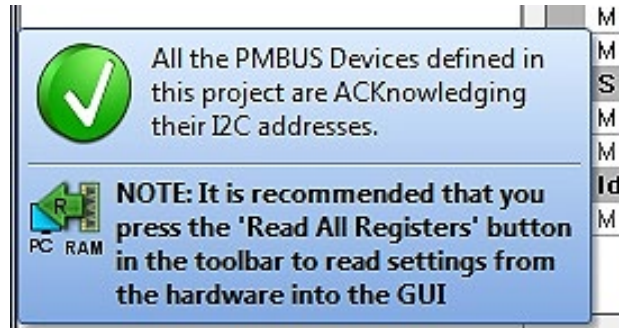 All the PMBUS Devices defined in
this project are ACKnowledging
their I2C addresses.
NOTE: It is recommended that you
press the 'Read All Registers' button
in the toolbar to read settings from
the hardware into the GUI
R
PC RAM
M
M
S
M
M
Id
M